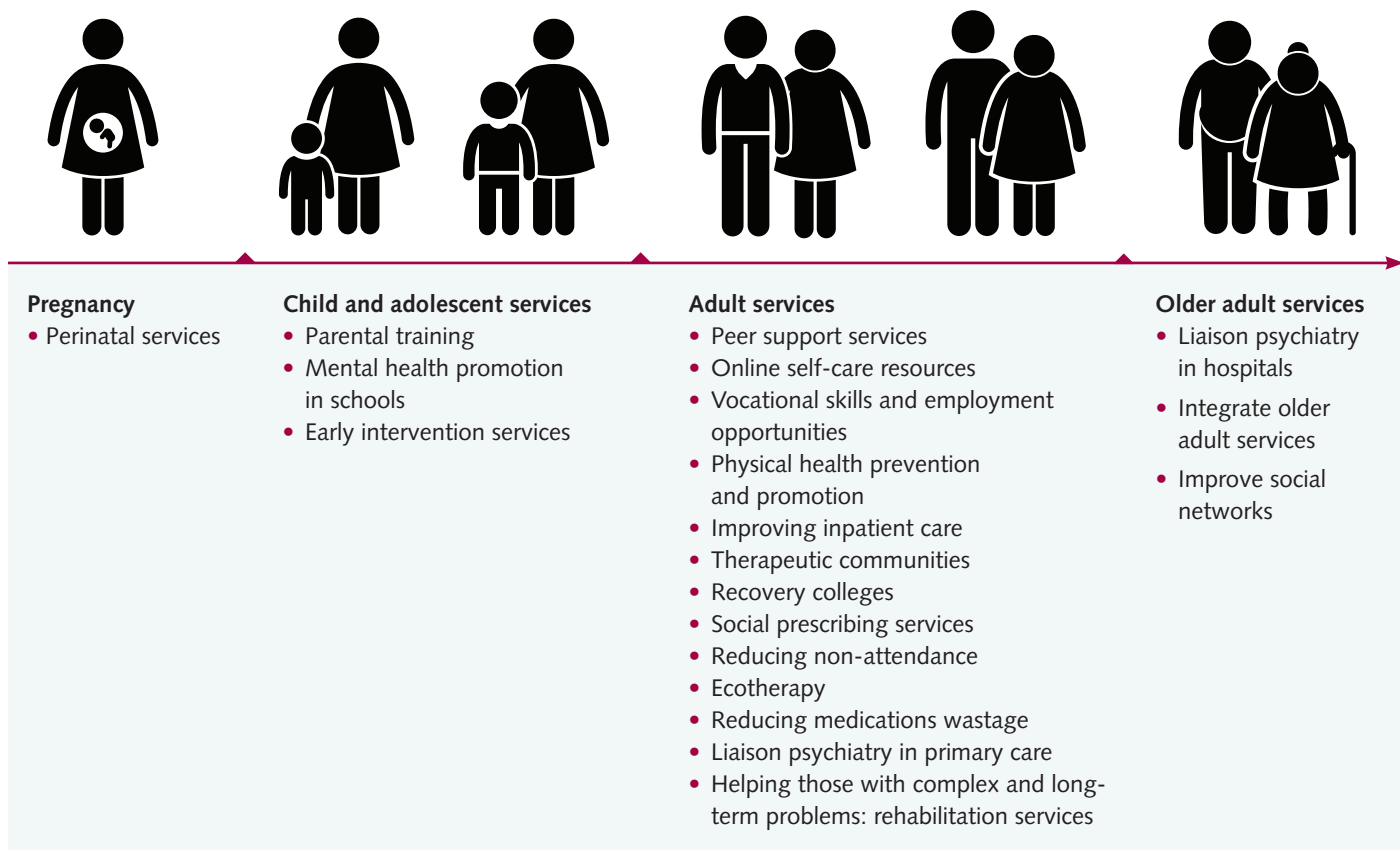 Pregnancy
• Perinatal services
Child and adolescent services
• Parental training
• Mental health promotion
in schools
• Early intervention services
Adult services
• Peer support services
• Online self-care resources
• Vocational skills and employment
opportunities
• Physical health prevention
and promotion
• Improving inpatient care
• Therapeutic communities
• Recovery colleges
• Social prescribing services
• Reducing non-attendance
• Ecotherapy
• Reducing medications wastage
• Liaison psychiatry in primary care
• Helping those with complex and long-
term problems: rehabilitation services
Older adult services
• Liaison psychiatry
in hospitals
• Integrate older
adult services
• Improve social
networks